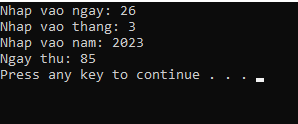 Nhap vao ngay: 26
Nhap vao thang: 3
Nhap vao nam: 2023
Ngay thu: 85
Press any key to continue . . .